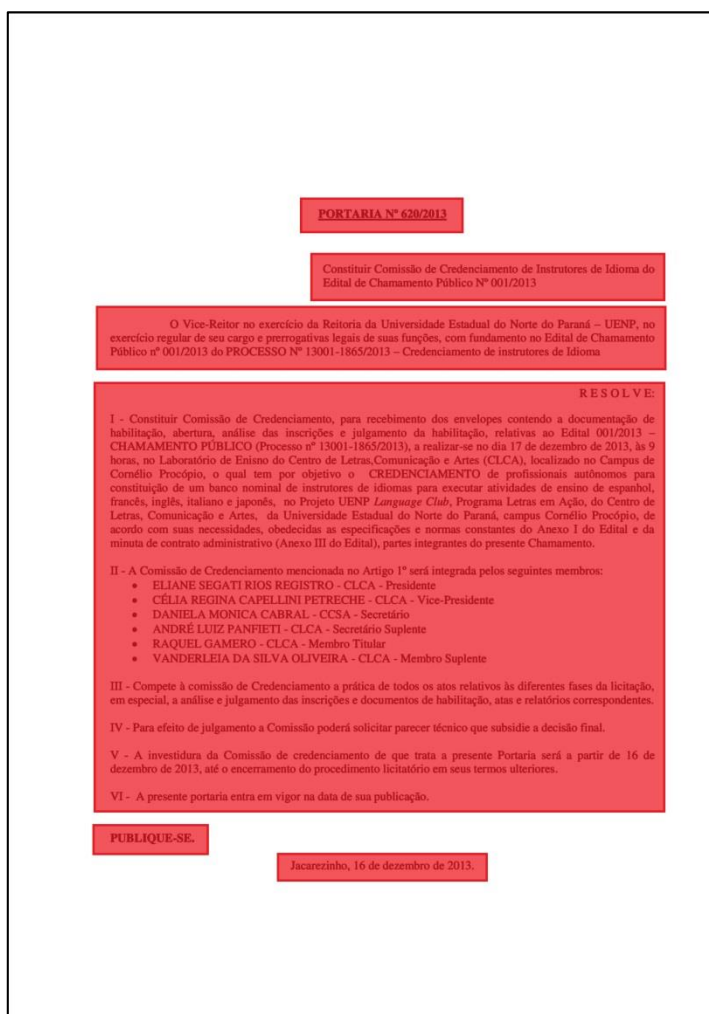 PORTARIA Nº 620/2013
Constituir Comissão de Credenciamento de Instrutores de Idioma do
Edital de Chamamento Público Nº 001/2013
O Vice-Reitor no exercício da Reitoria da Universidade Estadual do Norte do Paraná – UENP, no
exercício regular de seu cargo e prerrogativas legais de suas funções, com fundamento no Edital de Chamamento
Público nº 001/2013 do PROCESSO Nº 13001-1865/2013 – Credenciamento de instrutores de Idioma
R E S O L V E:
I - Constituir Comissão de Credenciamento, para recebimento dos envelopes contendo a documentação de
habilitação, abertura, análise das inscrições e julgamento da habilitação, relativas ao Edital 001/2013 –
CHAMAMENTO PÚBLICO (Processo nº 13001-1865/2013), a realizar-se no dia 17 de dezembro de 2013, às 9
horas, no Laboratório de Enisno do Centro de Letras,Comunicação e Artes (CLCA), localizado no Campus de
Cornélio Procópio, o qual tem por objetivo o CREDENCIAMENTO de profissionais autônomos para
constituição de um banco nominal de instrutores de idiomas para executar atividades de ensino de espanhol,
francês, inglês, italiano e japonês, no Projeto UENP Language Club, Programa Letras em Ação, do Centro de
Letras, Comunicação e Artes, da Universidade Estadual do Norte do Paraná, campus Cornélio Procópio, de
acordo com suas necessidades, obedecidas as especificações e normas constantes do Anexo I do Edital e da
minuta de contrato administrativo (Anexo III do Edital), partes integrantes do presente Chamamento.
II - A Comissão de Credenciamento mencionada no Artigo 1º será integrada pelos seguintes membros:
• ELIANE SEGATI RIOS REGISTRO - CLCA - Presidente
• CÉLIA REGINA CAPELLINI PETRECHE - CLCA - Vice-Presidente
• DANIELA MONICA CABRAL - CCSA - Secretário
• ANDRÉ LUIZ PANFIETI - CLCA - Secretário Suplente
• RAQUEL GAMERO - CLCA - Membro Titular
• VANDERLEIA DA SILVA OLIVEIRA - CLCA - Membro Suplente
III - Compete à comissão de Credenciamento a prática de todos os atos relativos às diferentes fases da licitação,
em especial, a análise e julgamento das inscrições e documentos de habilitação, atas e relatórios correspondentes.
IV - Para efeito de julgamento a Comissão poderá solicitar parecer técnico que subsidie a decisão final.
V - A investidura da Comissão de credenciamento de que trata a presente Portaria será a partir de 16 de
dezembro de 2013, até o encerramento do procedimento licitatório em seus termos ulteriores.
VI - A presente portaria entra em vigor na data de sua publicação.
PUBLIQUE-SE.
Jacarezinho, 16 de dezembro de 2013.